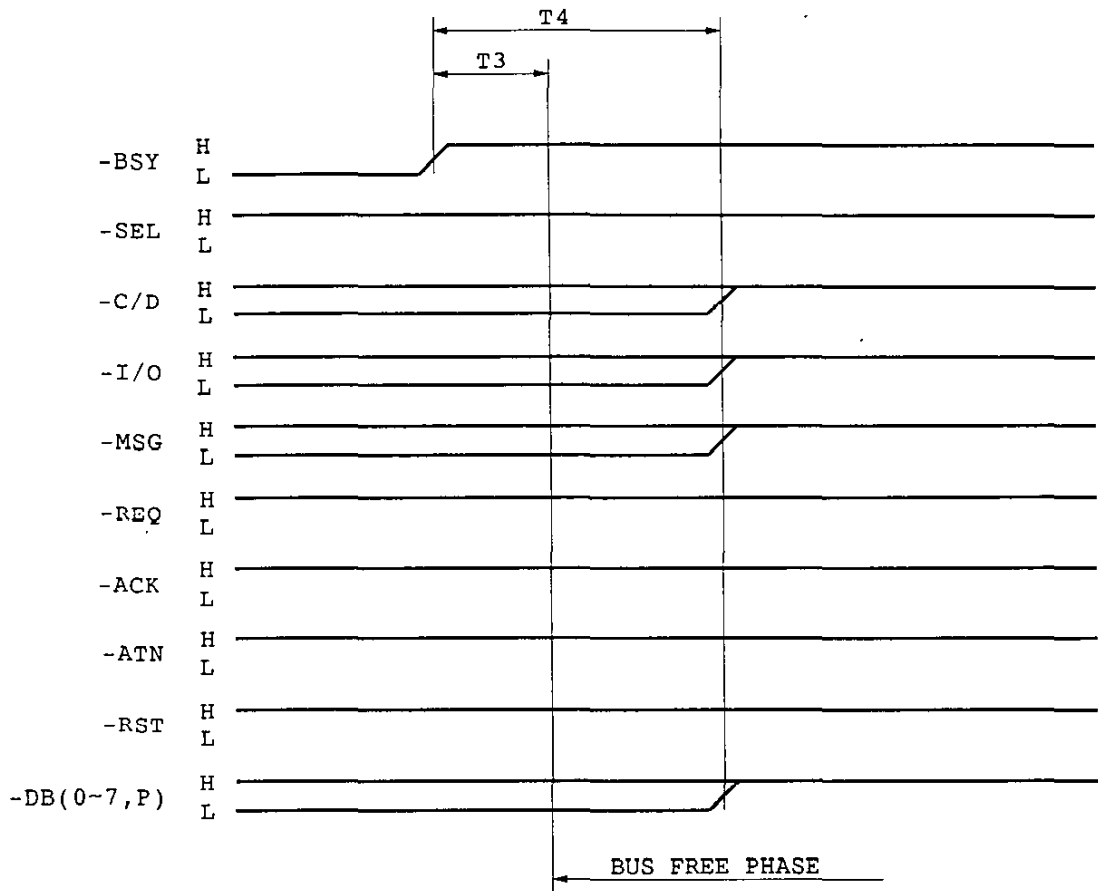 T4
T3
-BSY H
L
-SEL H
L
-C/D H
L
-I/O H
L
-MSG H
L
-REQ H
L
-ACK H
L
-ATN H
L
-RST H
L
-DB(0~7,P) H
L
BUS FREE PHASE